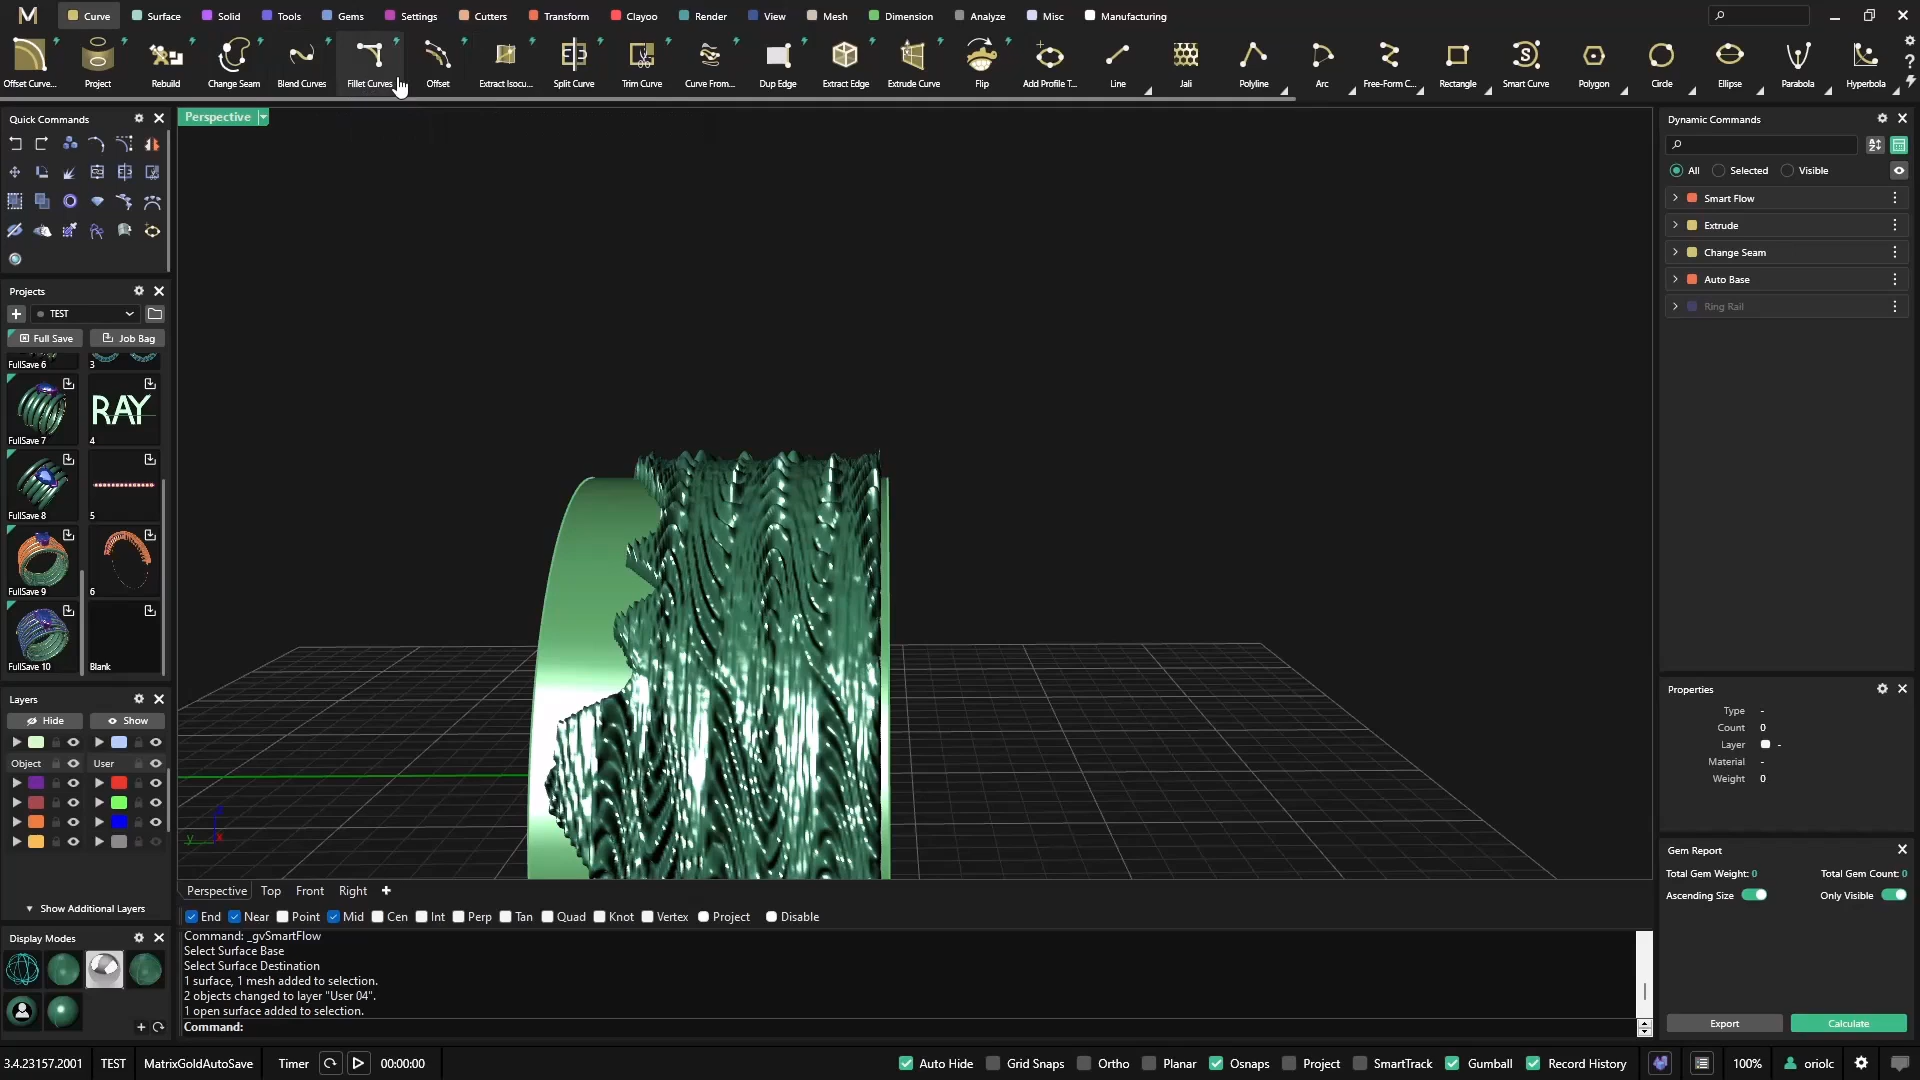 Curve Surface Solid Tools Gems Settings Cutters Transform Clayoo Render View Mesh Dimension Analyze Misc Manufacturing
Offset Curve... Project Rebuild Change Seam Blend Curves Fillet Curves Offset Extract Isocu... Split Curve Trim Curve Curve From... Dup Edge Extract Edge Extrude Curve Flip Add Profile T... Line Jali Polyline Arc Free-Form C... Rectangle Smart Curve Polygon Circle Ellipse Parabola Hyperbola
Quick Commands
Projects
TEST
Full Save Job Bag
FullSave 6 3
RAY
FullSave 7 4
FullSave 8 5
FullSave 9 6
FullSave 10 Blank
Layers
Hide Show
Object User
Show Additional Layers
Display Modes
Perspective
y x
Perspective Top Front Right
End Near Point Mid Cen Int Perp Tan Quad Knot Vertex Project Disable
Command: _gvSmartFlow
Select Surface Base
Select Surface Destination
1 surface, 1 mesh added to selection.
2 objects changed to layer "User 04".
1 open surface added to selection.
Command:
Dynamic Commands
All Selected Visible
Smart Flow
Extrude
Change Seam
Auto Base
Ring Rail
Properties
Type -
Count 0
Layer -
Material -
Weight 0
Gem Report
Total Gem Weight: 0 Total Gem Count: 0
Ascending Size Only Visible
Export Calculate
3.4.23157.2001 TEST MatrixGoldAutoSave Timer 00:00:00 Auto Hide Grid Snaps Ortho Planar Osnaps Project SmartTrack Gumball Record History 100% oriolc